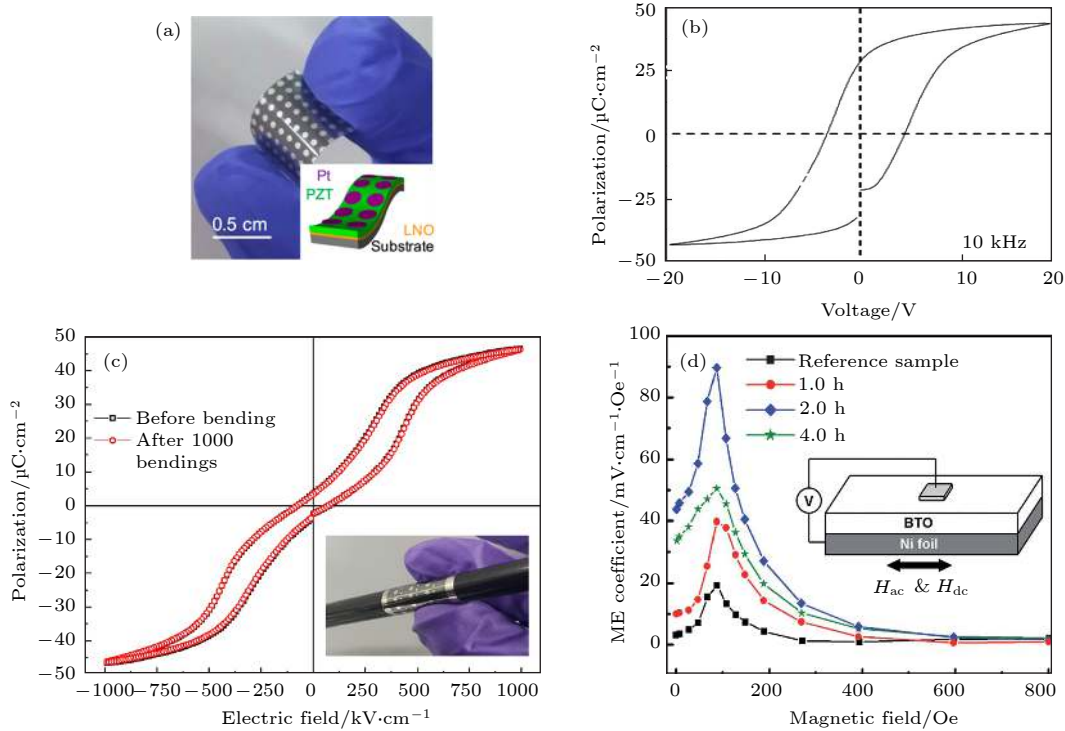 (a)
Pt
PZT
0.5 cm
LNO
Substrate
(b)
Polarization/μC·cm⁻²
50
25
0
−25
−50
10 kHz
−20
−10
0
10
20
Voltage/V
(c)
Polarization/μC·cm⁻²
50
40
30
20
10
0
−10
−20
−30
−40
−50
Before bending
After 1000
bendings
−1000
−750
−500
−250
0
250
500
750
1000
Electric field/kV·cm⁻¹
(d)
ME coefficient/mV·cm⁻¹·Oe⁻¹
100
80
60
40
20
0
Reference sample
1.0 h
2.0 h
4.0 h
V
BTO
Ni foil
Hac & Hdc
0
200
400
600
800
Magnetic field/Oe